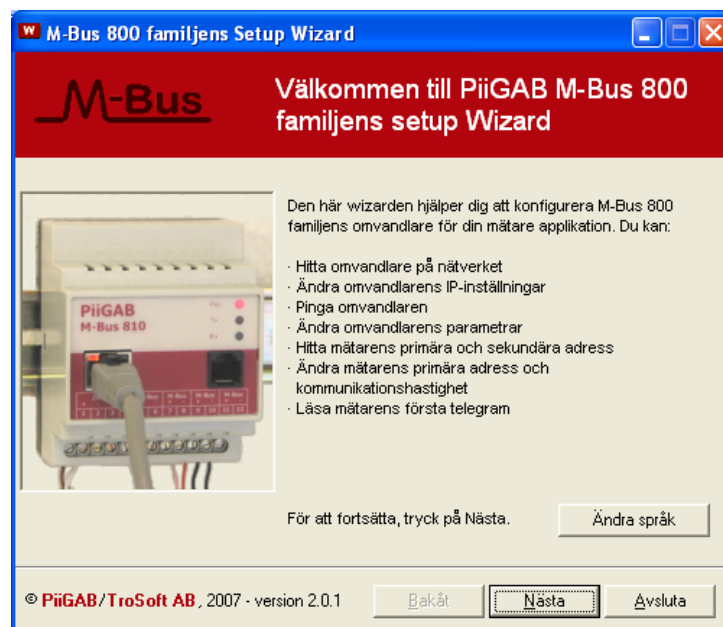 M-Bus 800 familjens Setup Wizard
M-Bus
Välkommen till PiiGAB M-Bus 800
familjens setup Wizard
Den här wizarden hjälper dig att konfigurera M-Bus 800
familjens omvandlare för din mätare applikation. Du kan:
· Hitta omvandlare på nätverket
· Ändra omvandlarens IP-inställningar
· Pinga omvandlaren
· Ändra omvandlarens parametrar
· Hitta mätarens primära och sekundära adress
· Ändra mätarens primära adress och
kommunikationshastighet
· Läsa mätarens första telegram
PiiGAB
M-Bus 810
För att fortsätta, tryck på Nästa.
Ändra språk
© PiiGAB/TroSoft AB, 2007 - version 2.0.1
Bakåt
Nästa
Avsluta